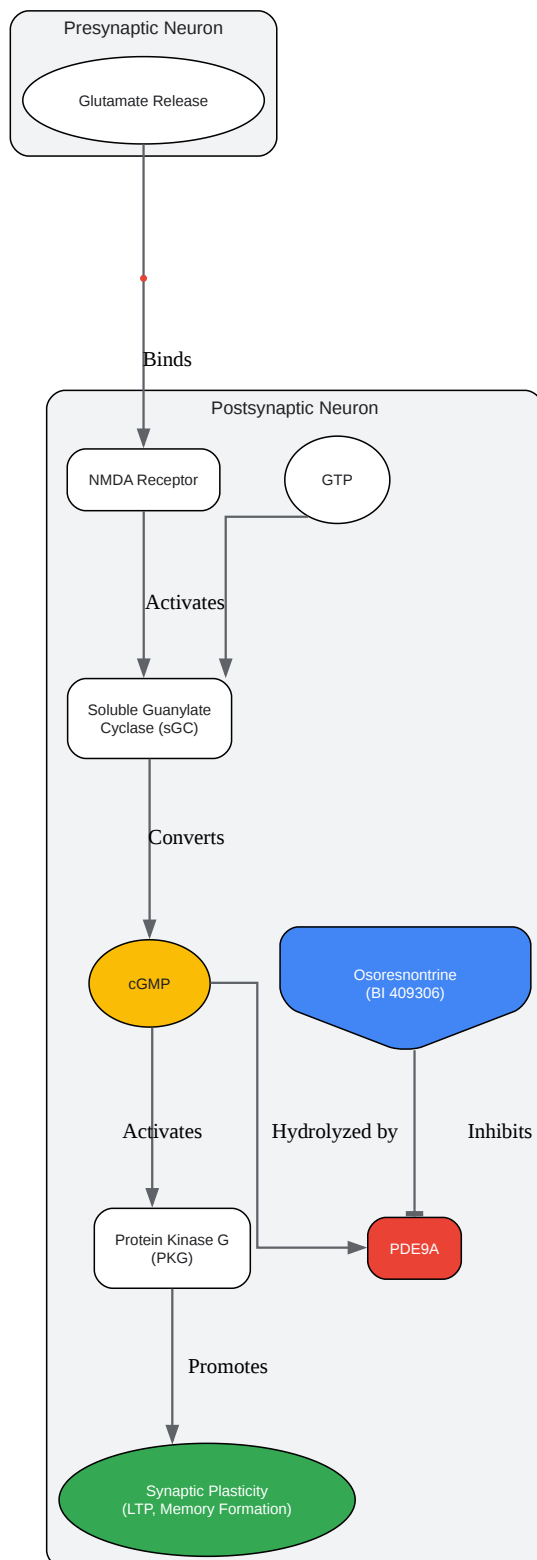 Presynaptic Neuron
Glutamate Release
Binds
Postsynaptic Neuron
NMDA Receptor
GTP
Activates
Soluble Guanylate
Cyclase (sGC)
Converts
cGMP
Osoresnontrine
(BI 409306)
Activates
Hydrolyzed by
Inhibits
Protein Kinase G
(PKG)
PDE9A
Promotes
Synaptic Plasticity
(LTP, Memory Formation)